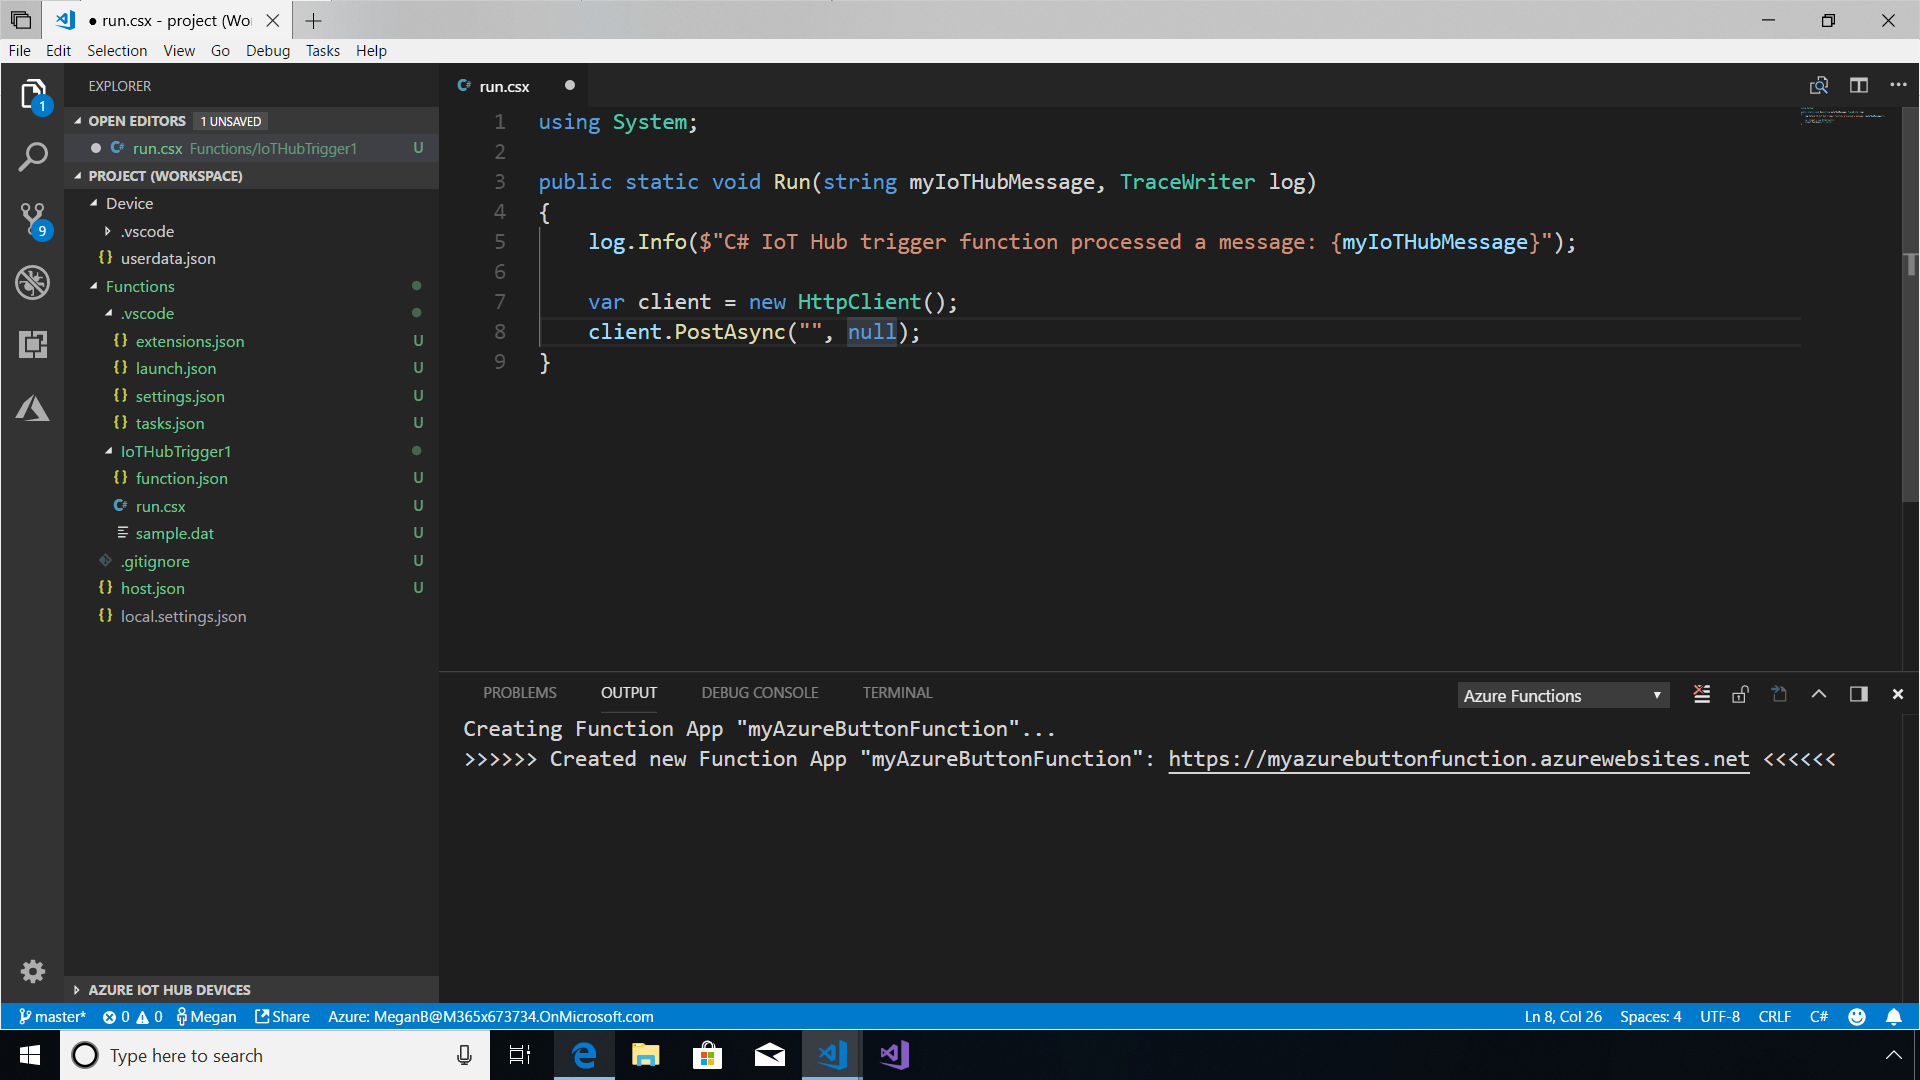 ● run.csx - project (Wo
File Edit Selection View Go Debug Tasks Help
EXPLORER
OPEN EDITORS 1 UNSAVED
run.csx Functions/IoTHubTrigger1 U
PROJECT (WORKSPACE)
Device
.vscode
{} userdata.json
Functions
.vscode
{} extensions.json U
{} launch.json U
{} settings.json U
{} tasks.json U
IoTHubTrigger1
{} function.json U
C# run.csx U
sample.dat U
.gitignore U
{} host.json U
{} local.settings.json
AZURE IOT HUB DEVICES
1
9
C# run.csx
1 using System;
2
3 public static void Run(string myIoTHubMessage, TraceWriter log)
4 {
5 log.Info($"C# IoT Hub trigger function processed a message: {myIoTHubMessage}");
6
7 var client = new HttpClient();
8 client.PostAsync("", null);
9 }
PROBLEMS OUTPUT DEBUG CONSOLE TERMINAL Azure Functions
Creating Function App "myAzureButtonFunction"...
>>>>>> Created new Function App "myAzureButtonFunction": https://myazurebuttonfunction.azurewebsites.net <<<<<<
master* 0 0 Megan Share Azure: MeganB@M365x673734.OnMicrosoft.com Ln 8, Col 26 Spaces: 4 UTF-8 CRLF C#
Type here to search